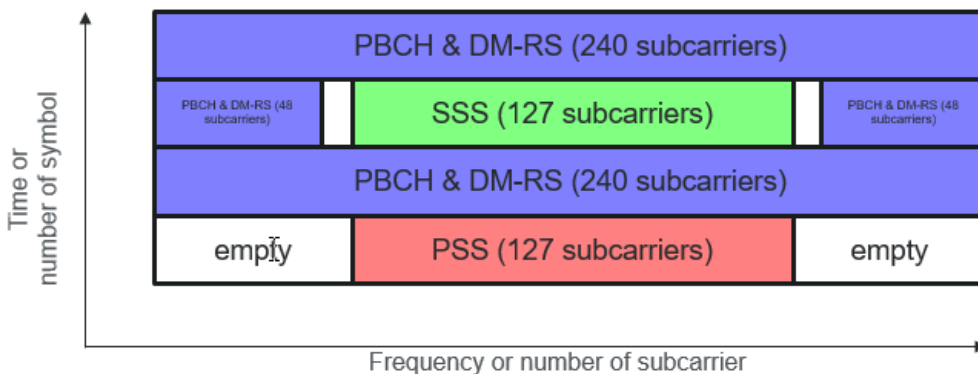 PBCH & DM-RS (240 subcarriers)
PBCH & DM-RS (48
subcarriers)
SSS (127 subcarriers)
PBCH & DM-RS (48
subcarriers)
PBCH & DM-RS (240 subcarriers)
empty
PSS (127 subcarriers)
empty
Time or
number of symbol
Frequency or number of subcarrier